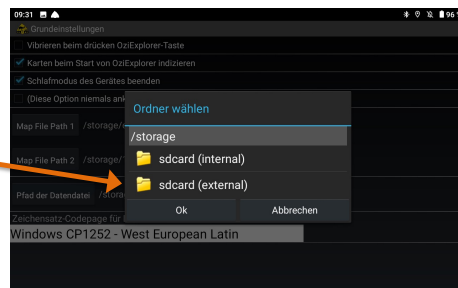 09:31
96
Grundeinstellungen
Vibrieren beim drücken OziExplorer-Taste
Karten beim Start von OziExplorer indizieren
Schlafmodus des Gerätes beenden
(Diese Option niemals
Ordner wählen
Map File Path 1 /storage/
/storage
sdcard (internal)
Map File Path 2 /storage/
sdcard (external)
Pfad der Datendatei /stora
Ok Abbrechen
Zeichensatz-Codepage für
Windows CP1252 - West European Latin